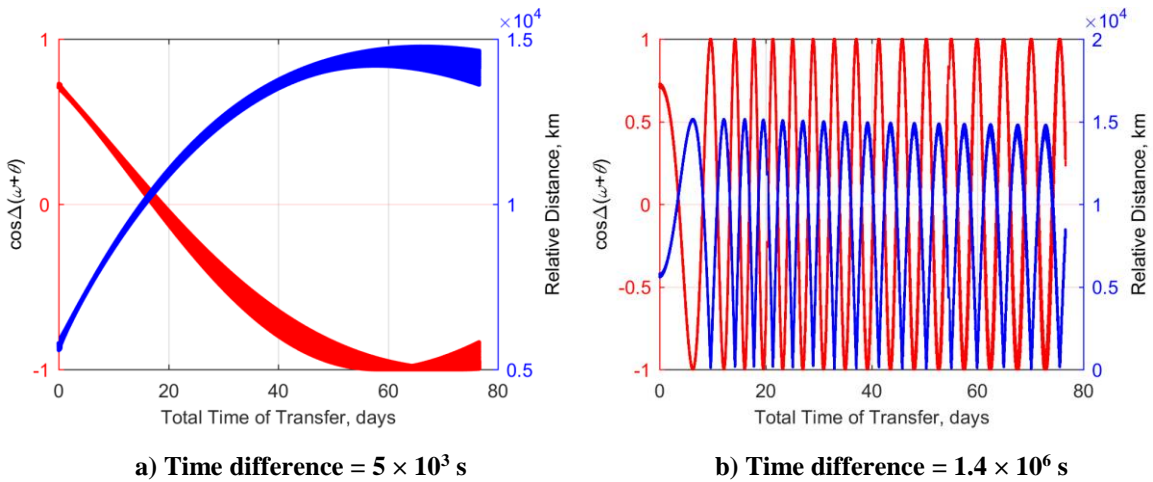 ×10⁴
1
0
-1
cosΔ(ω+θ)
0 20 40 60 80
Total Time of Transfer, days
1.5
1
0.5
Relative Distance, km
a) Time difference = 5 × 10³ s
×10⁴
1
0.5
0
-0.5
-1
cosΔ(ω+θ)
0 20 40 60 80
Total Time of Transfer, days
2
1.5
1
0.5
0
Relative Distance, km
b) Time difference = 1.4 × 10⁶ s